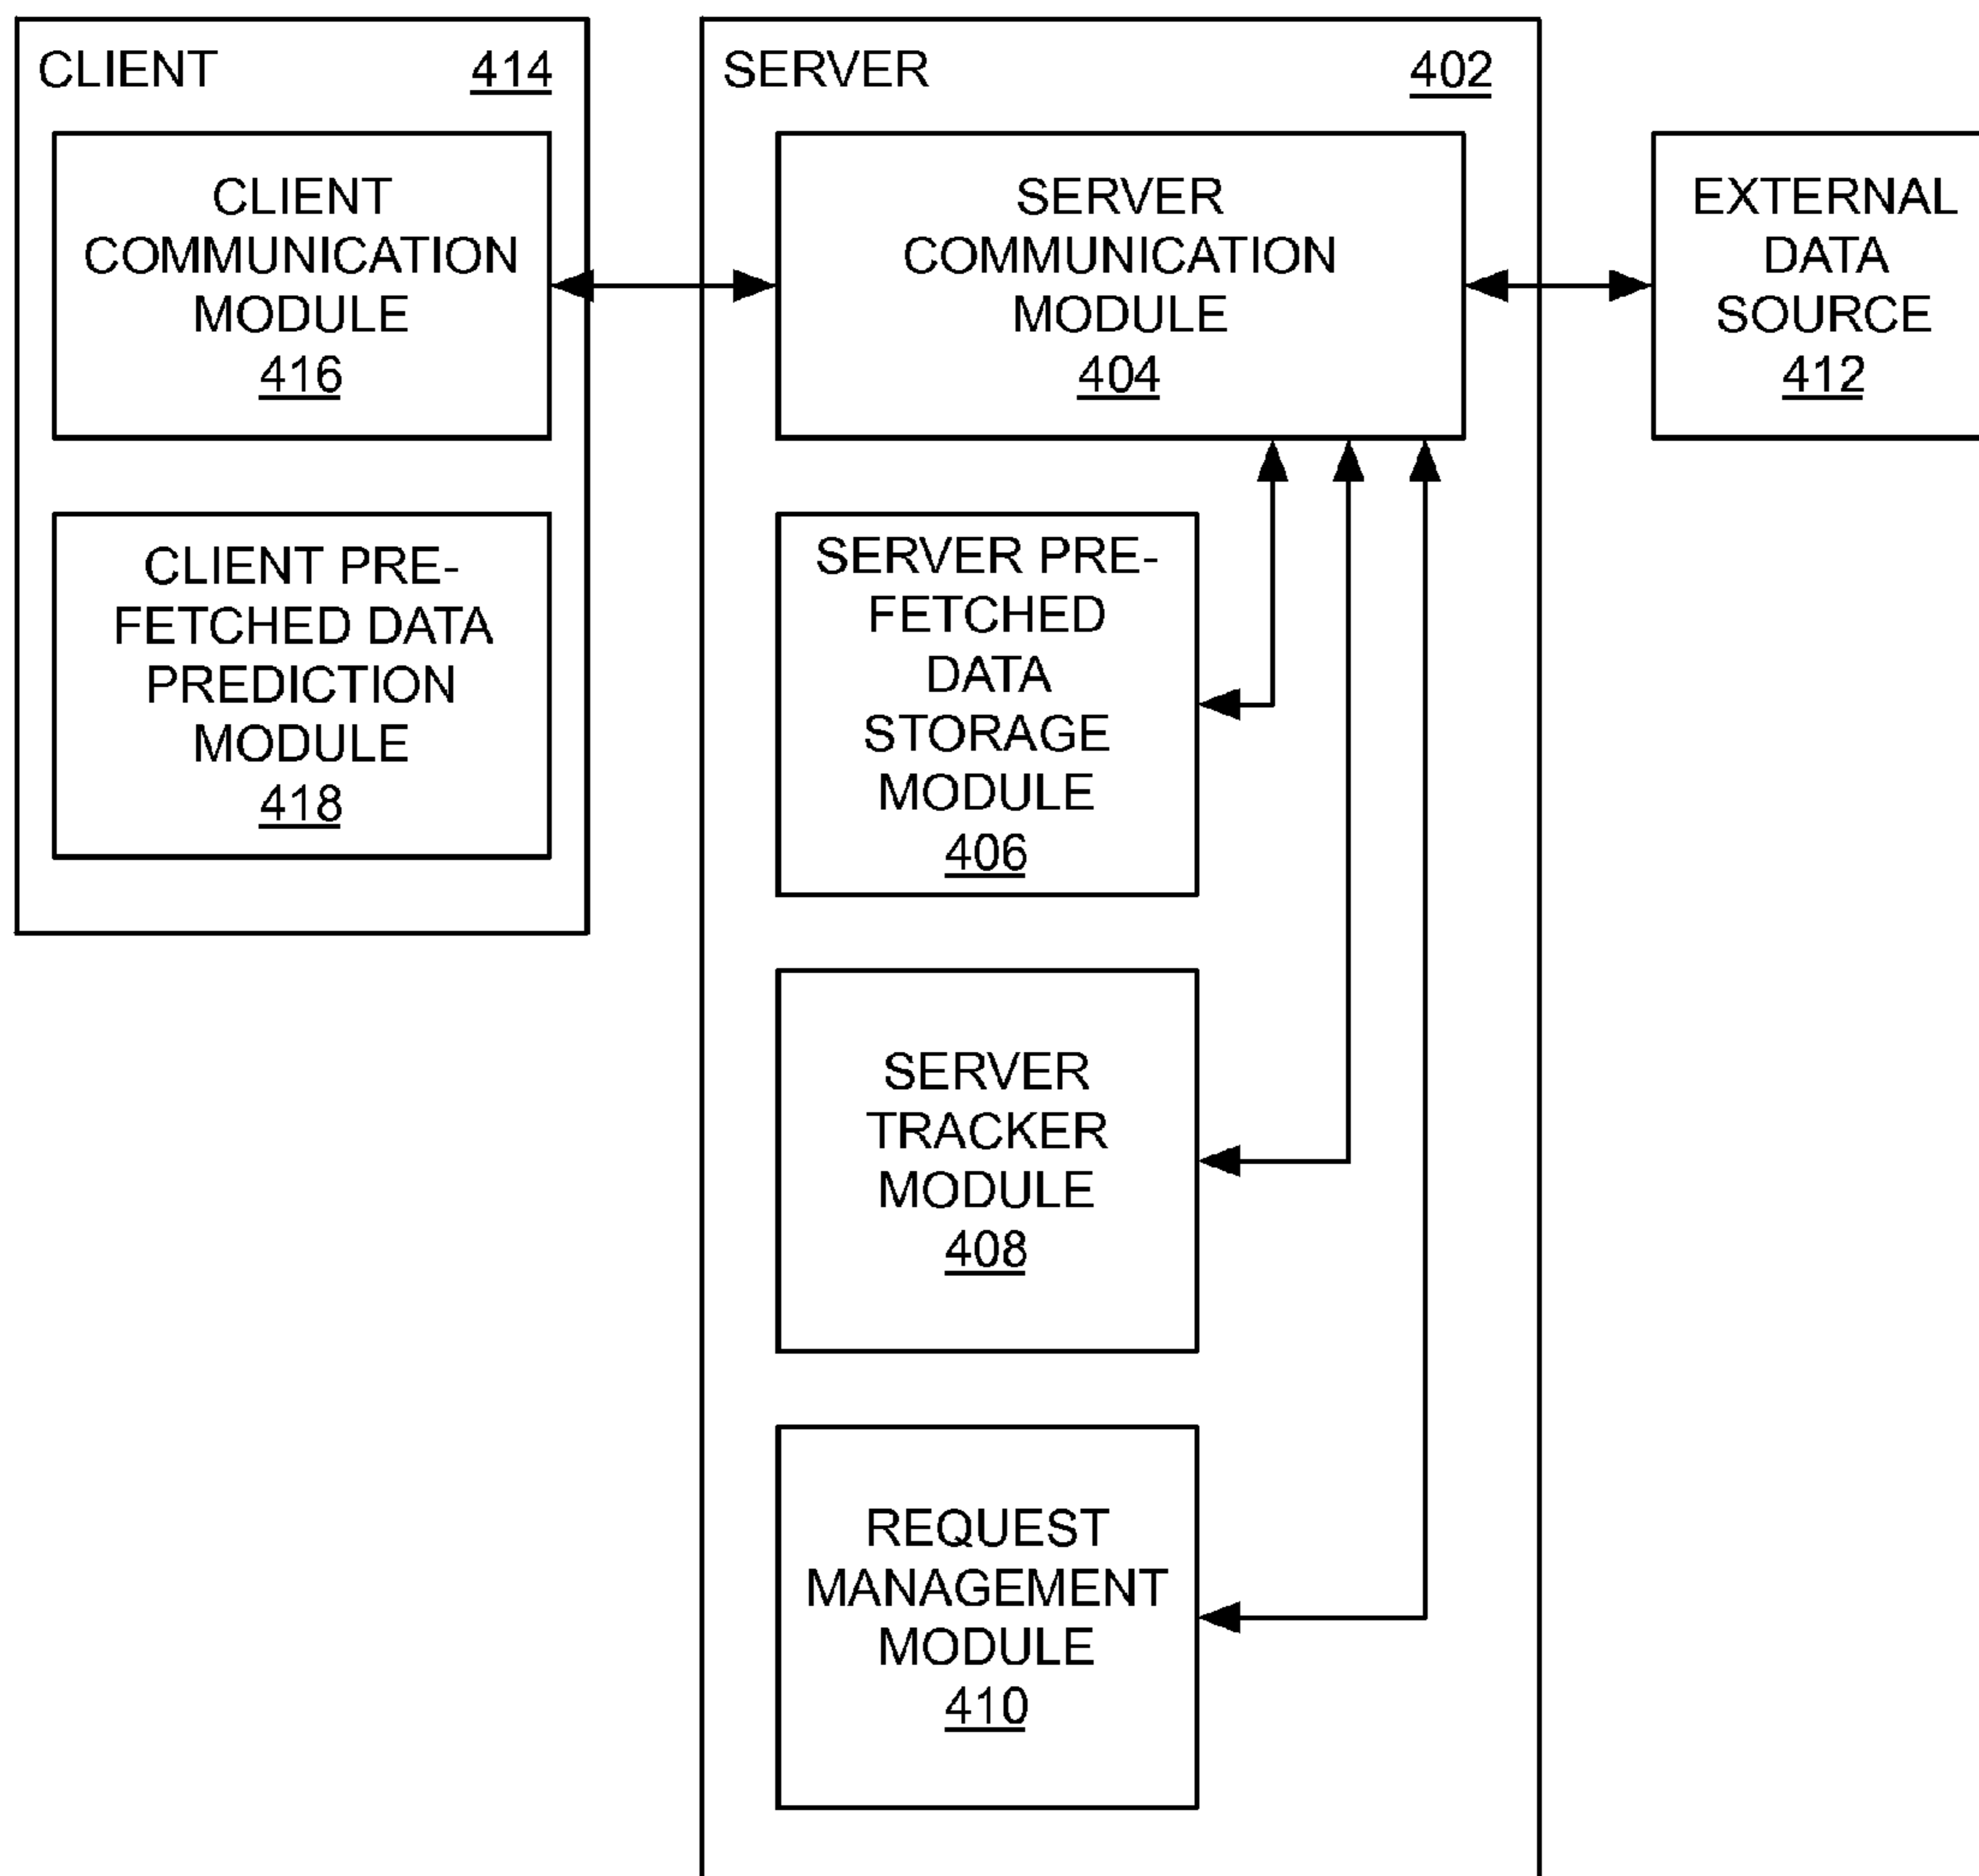 CLIENT 414
CLIENT
COMMUNICATION
MODULE
416
CLIENT PRE-
FETCHED DATA
PREDICTION
MODULE
418
SERVER 402
SERVER
COMMUNICATION
MODULE
404
SERVER PRE-
FETCHED
DATA
STORAGE
MODULE
406
SERVER
TRACKER
MODULE
408
REQUEST
MANAGEMENT
MODULE
410
EXTERNAL
DATA
SOURCE
412